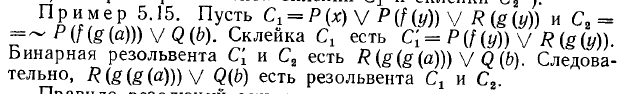 Пример 5.15. Пусть C₁ = P (x) ∨ P (f (y)) ∨ R (g (y)) и C₂ =
= ~ P (f (g (a))) ∨ Q (b). Склейка C₁ есть C₁′ = P (f (y)) ∨ R (g (y)).
Бинарная резольвента C₁′ и C₂ есть R (g (g (a))) ∨ Q (b). Следова-
тельно, R (g (g (a))) ∨ Q(b) есть резольвента C₁ и C₂.